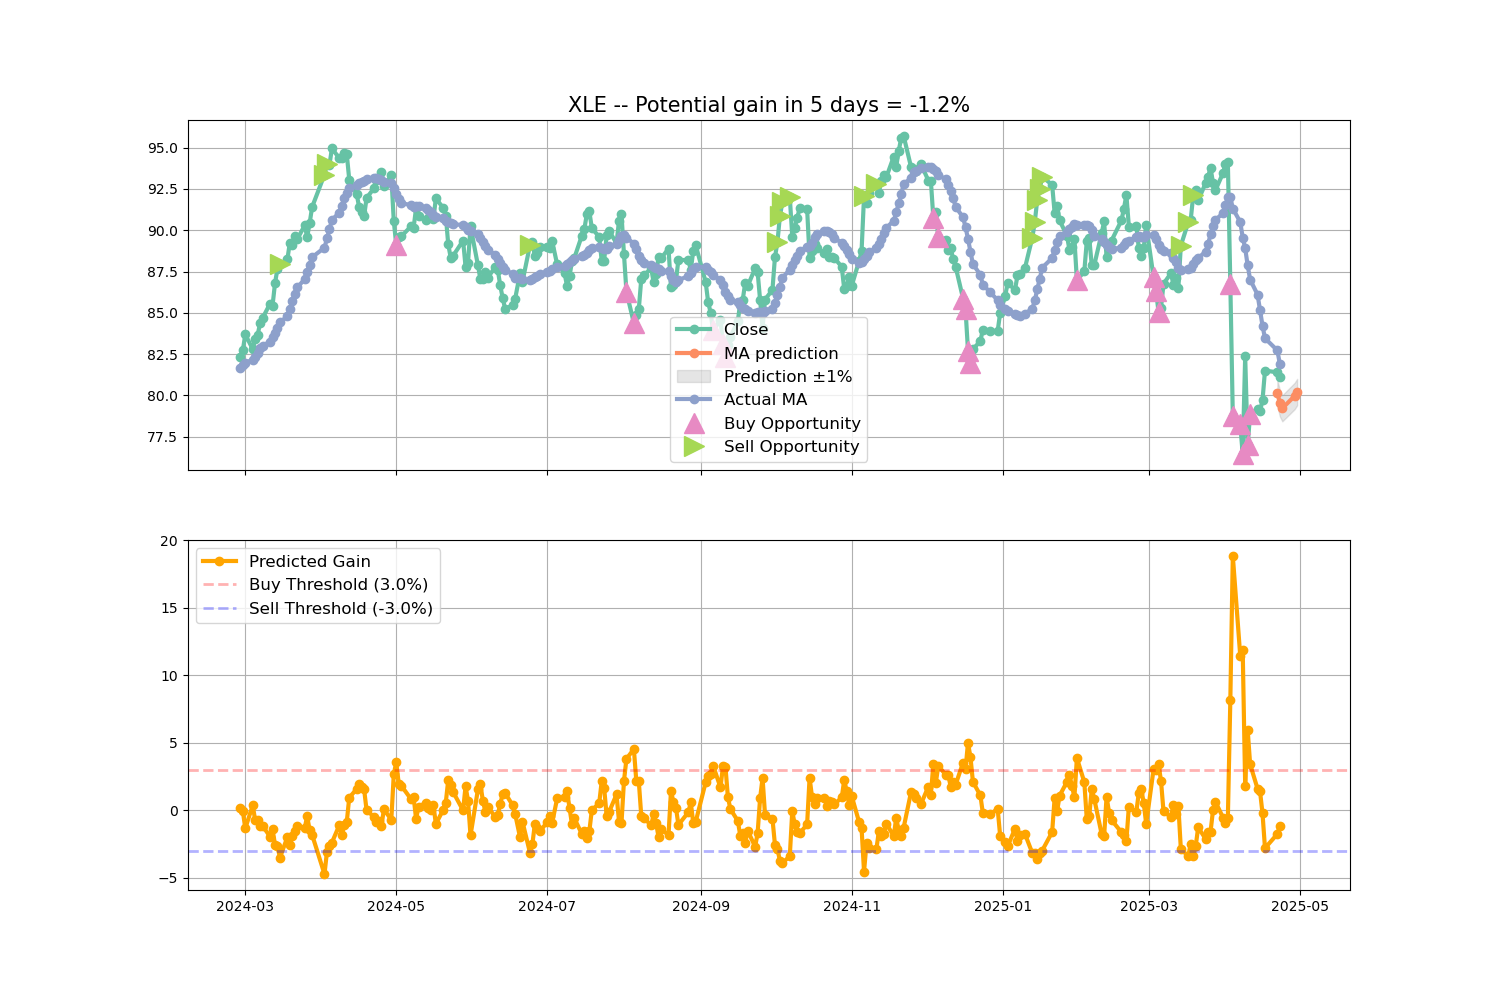 XLE -- Potential gain in 5 days = -1.2%
95.0
92.5
90.0
87.5
85.0
82.5
80.0
77.5
Close
MA prediction
Prediction ±1%
Actual MA
Buy Opportunity
Sell Opportunity
20
15
10
5
0
−5
Predicted Gain
Buy Threshold (3.0%)
Sell Threshold (-3.0%)
2024-03 2024-05 2024-07 2024-09 2024-11 2025-01 2025-03 2025-05